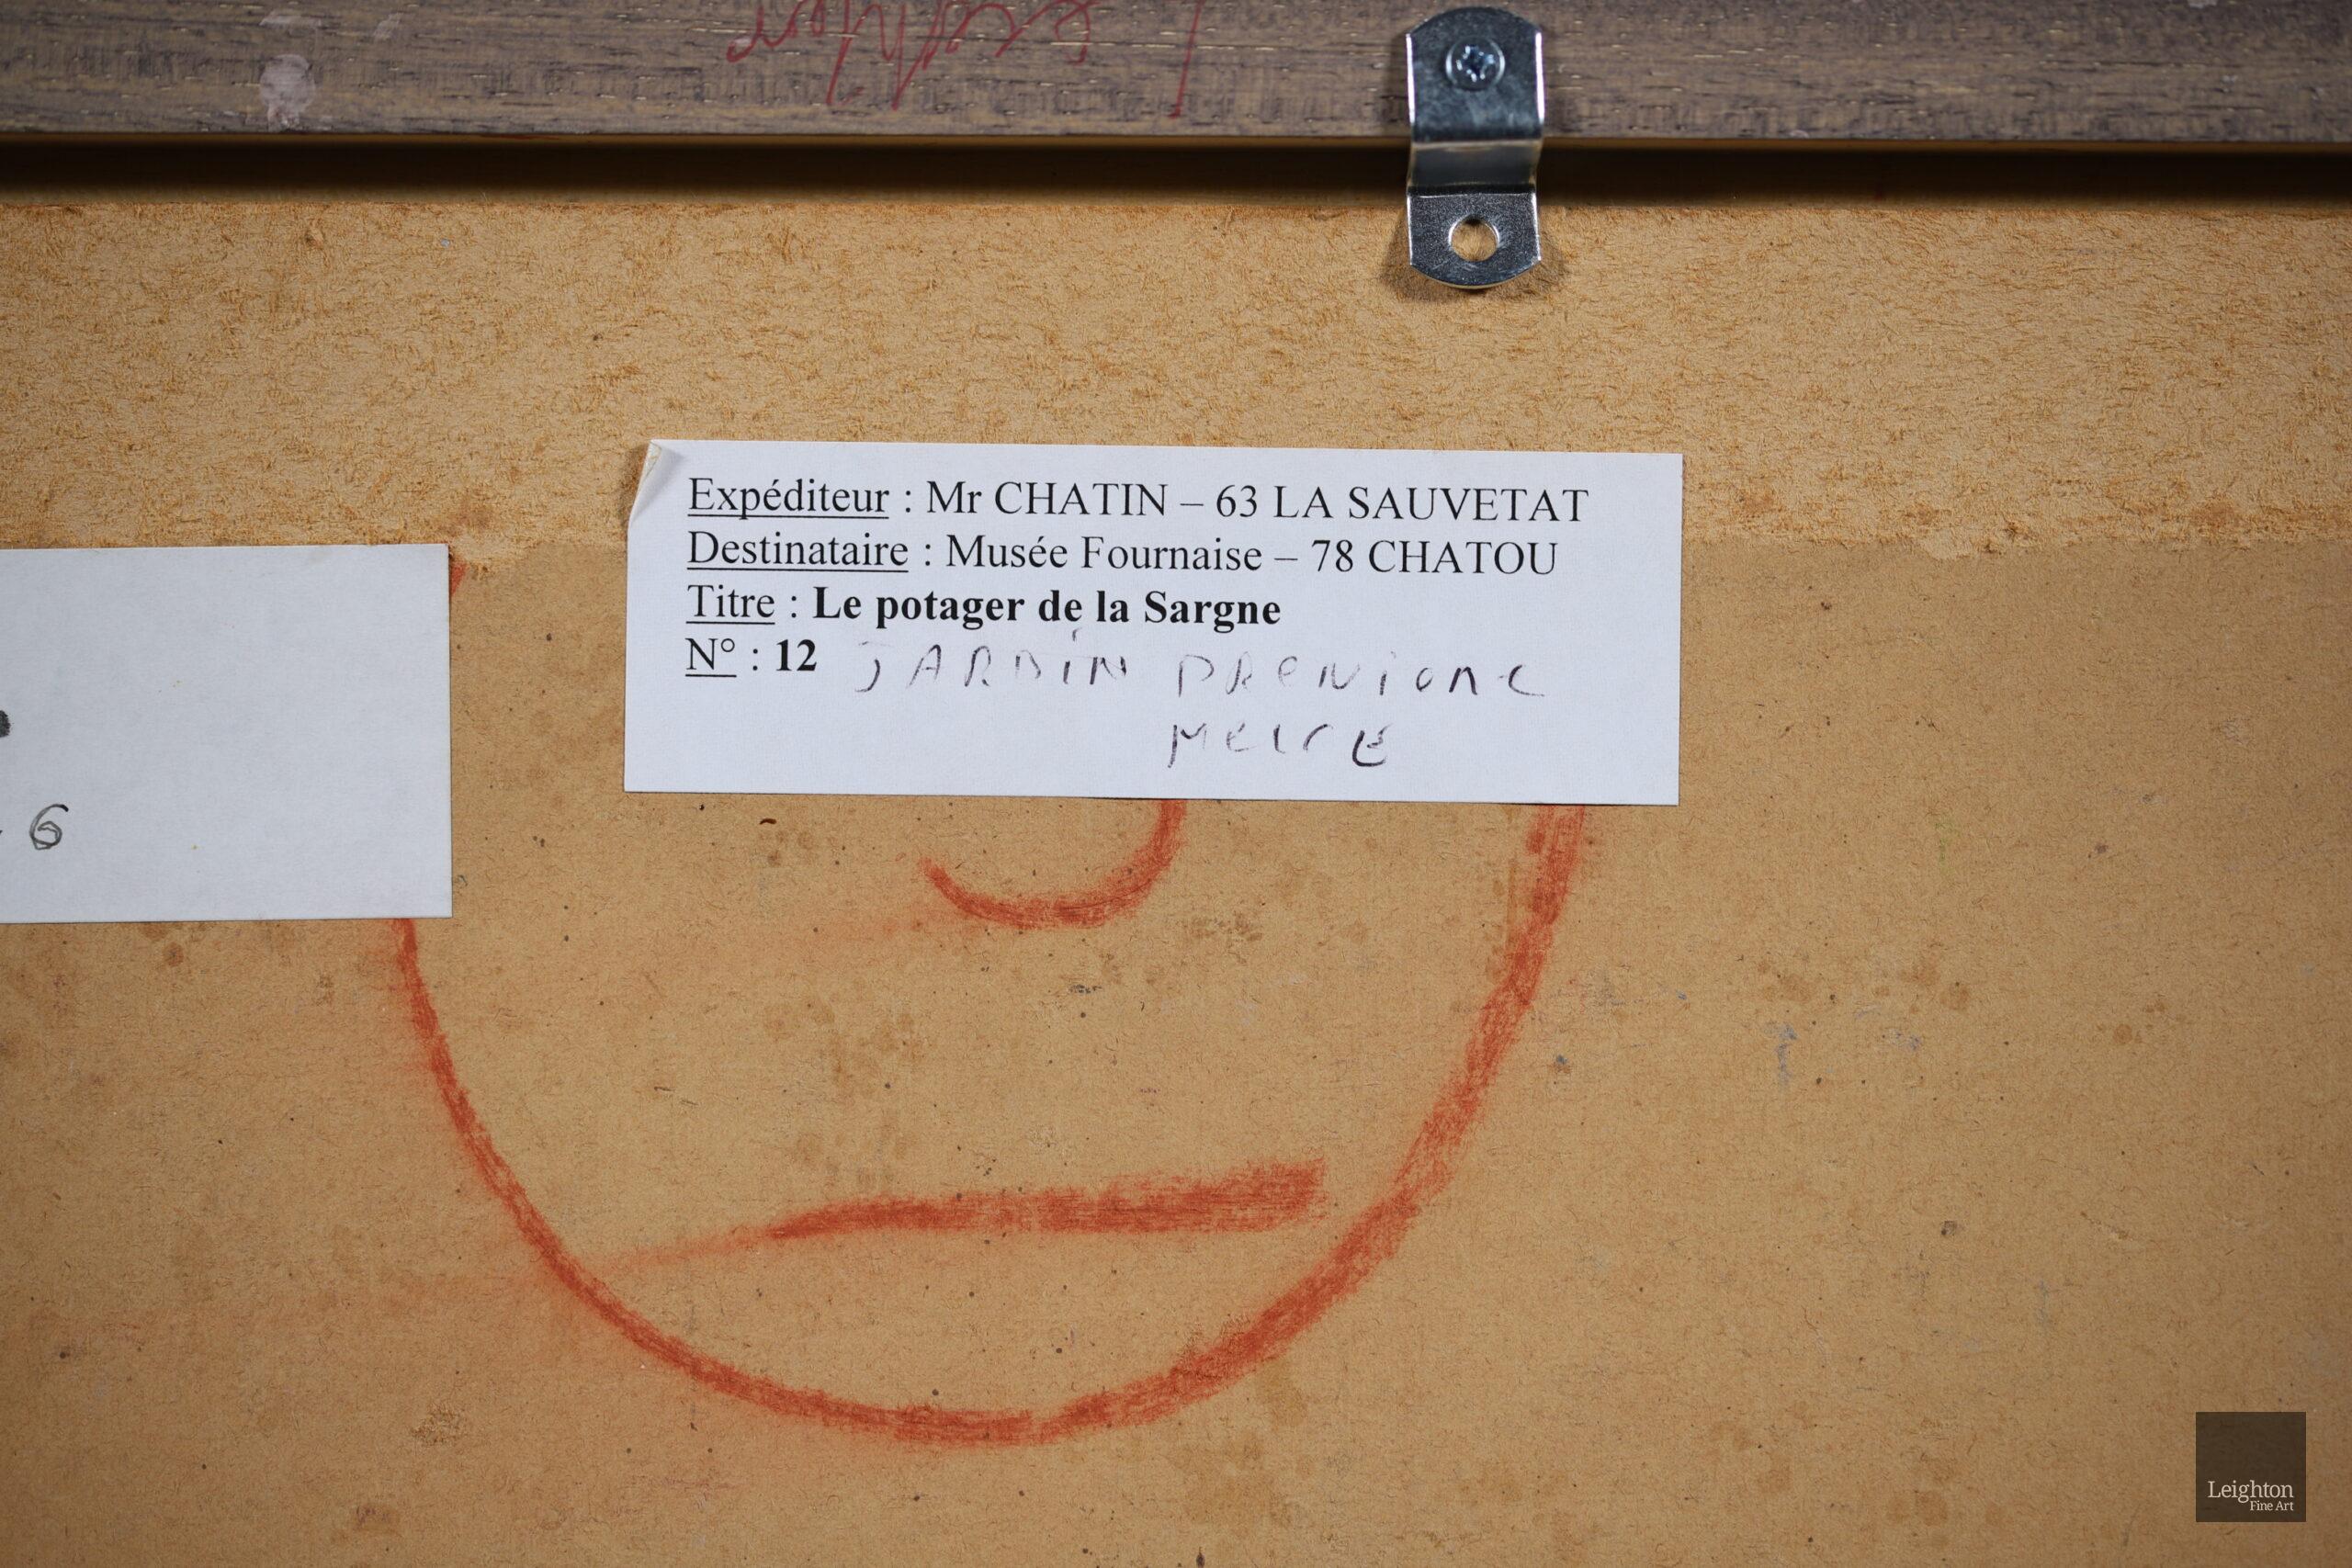 Expéditeur : Mr CHATIN – 63 LA SAUVETAT
Destinataire : Musée Fournaise – 78 CHATOU
Titre : Le potager de la Sargne
N° : 12 JARDIN
6
Leighton
Fine Art